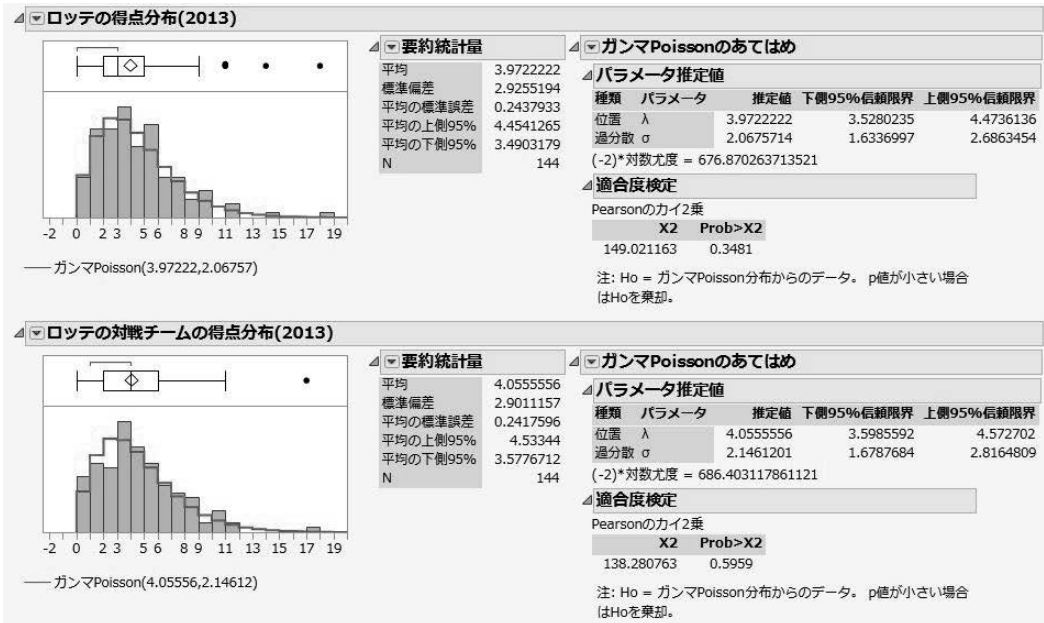 ロッテの得点分布(2013)
-2 0 2 3 5 6 8 9 11 13 15 17 19
ガンマPoisson(3.97222,2.06757)
要約統計量
平均 3.9722222
標準偏差 2.9255194
平均の標準誤差 0.2437933
平均の上側95% 4.4541265
平均の下側95% 3.4903179
N 144
ガンマPoissonのあてはめ
パラメータ推定値
種類 パラメータ 推定値 下側95%信頼限界 上側95%信頼限界
位置 λ 3.9722222 3.5280235 4.4736136
過分散 σ 2.0675714 1.6336997 2.6863454
(-2)*対数尤度 = 676.870263713521
適合度検定
Pearsonのカイ2乗
X2 Prob>X2
149.021163 0.3481
注: Ho = ガンマPoisson分布からのデータ。 p値が小さい場合
はHoを棄却。
ロッテの対戦チームの得点分布(2013)
-2 0 2 3 5 6 8 9 11 13 15 17 19
ガンマPoisson(4.05556,2.14612)
要約統計量
平均 4.0555556
標準偏差 2.9011157
平均の標準誤差 0.2417596
平均の上側95% 4.53344
平均の下側95% 3.5776712
N 144
ガンマPoissonのあてはめ
パラメータ推定値
種類 パラメータ 推定値 下側95%信頼限界 上側95%信頼限界
位置 λ 4.0555556 3.5985592 4.572702
過分散 σ 2.1461201 1.6787684 2.8164809
(-2)*対数尤度 = 686.403117861121
適合度検定
Pearsonのカイ2乗
X2 Prob>X2
138.280763 0.5959
注: Ho = ガンマPoisson分布からのデータ。 p値が小さい場合
はHoを棄却。